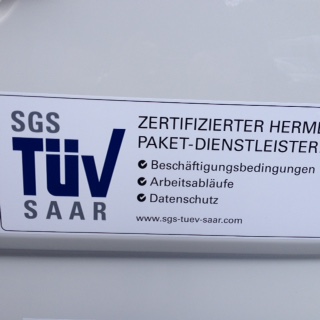 SGS
TÜV
SAAR
ZERTIFIZIERTER HERME
PAKET-DIENSTLEISTER
Beschäftigungsbedingungen
Arbeitsabläufe
Datenschutz
www.sgs-tuev-saar.com